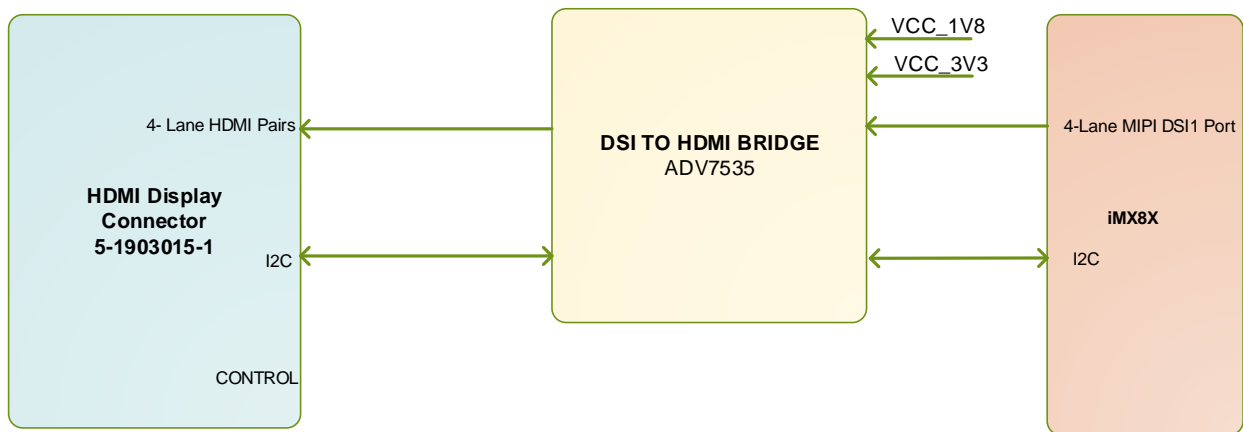 VCC_1V8
VCC_3V3
4- Lane HDMI Pairs
HDMI Display
Connector
5-1903015-1
I2C
CONTROL
DSI TO HDMI BRIDGE
ADV7535
4-Lane MIPI DSI1 Port
iMX8X
I2C